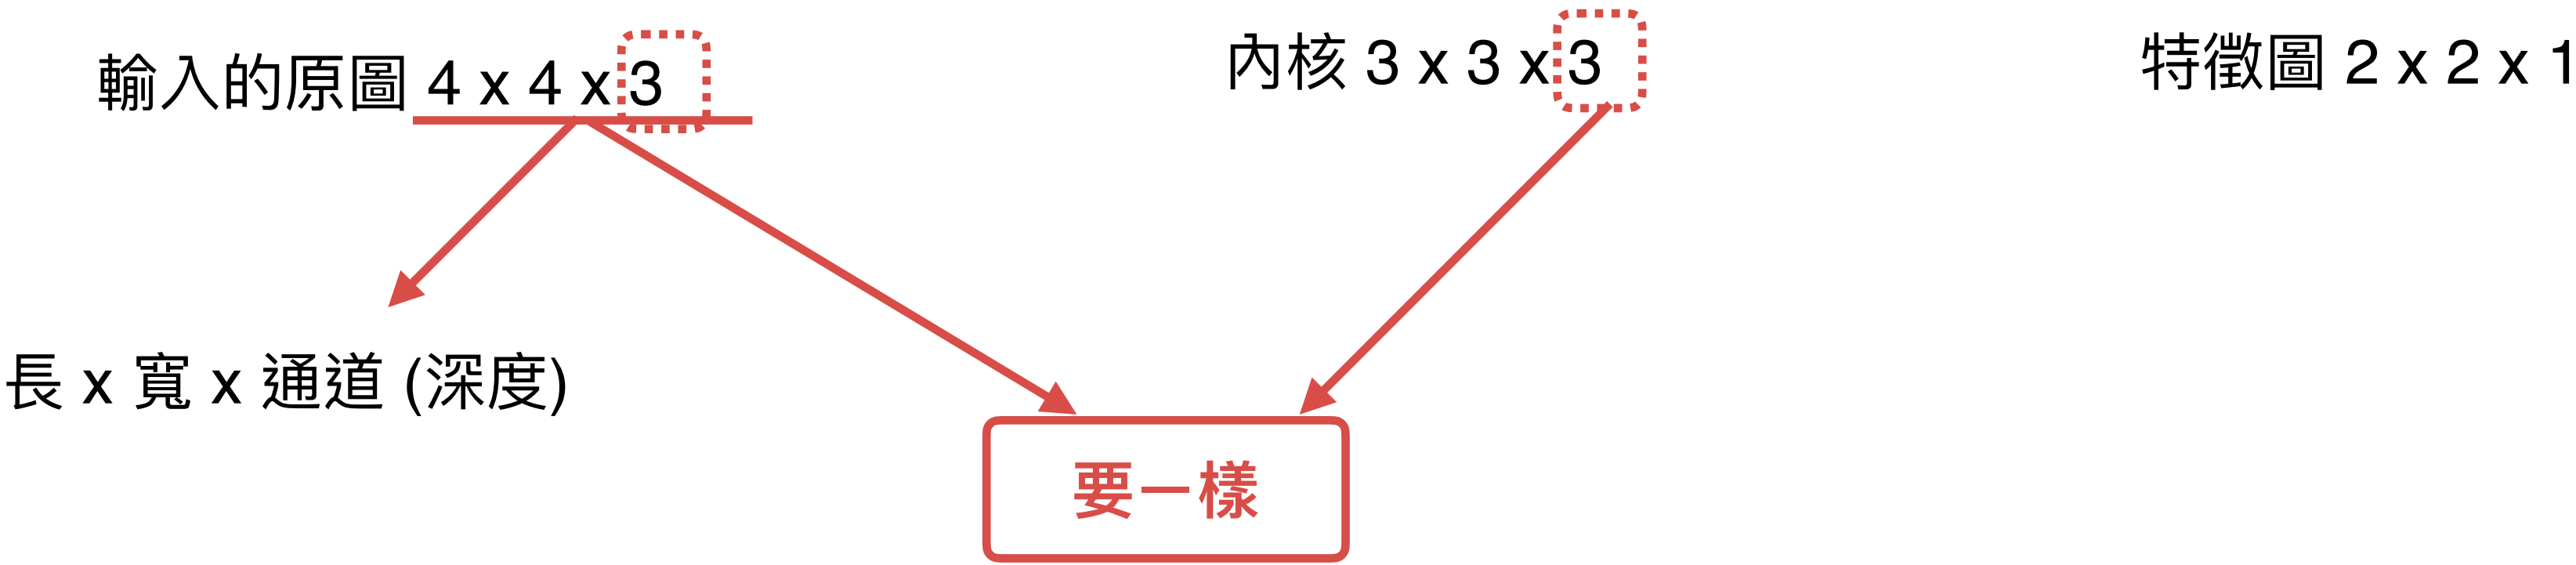 輸入的原圖 4 x 4 x 3
內核 3 x 3 x 3
特徵圖 2 x 2 x 1
長 x 寬 x 通道 (深度)
要一樣